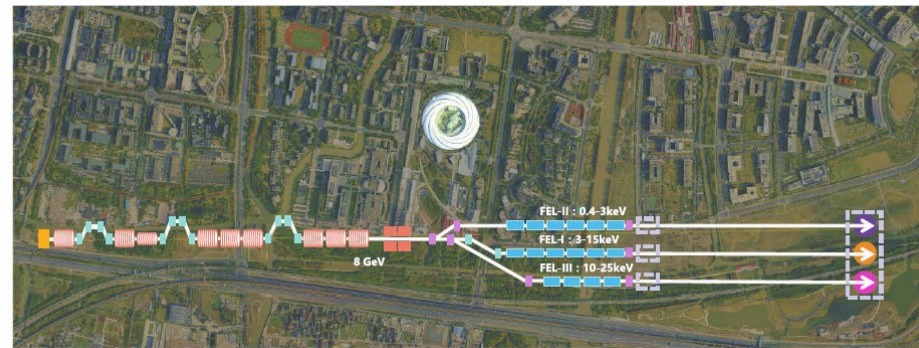 FEL-II : 0.4-3keV
FEL-I : 3-15keV
8 GeV
FEL-III : 10-25keV